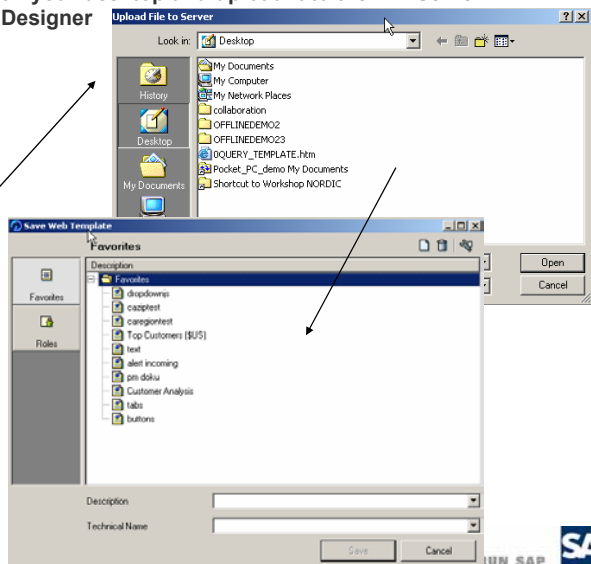 Designer
Upload File to Server
Look in:
Desktop
History
Desktop
My Documents
My Documents
My Computer
My Network Places
collaboration
OFFLINEDEMO2
OFFLINEDEMO23
0QUERY_TEMPLATE.htm
Pocket_PC_demo My Documents
Shortcut to Workshop NORDIC
Open
Cancel
Save Web Template
Favorites
Favorites
Roles
Description
Favorites
dropdownjs
caziptest
caregiontest
Top Customers ($US)
text
alert incoming
pm doku
Customer Analysis
tabs
buttons
Description
Technical Name
Save
Cancel
SAP